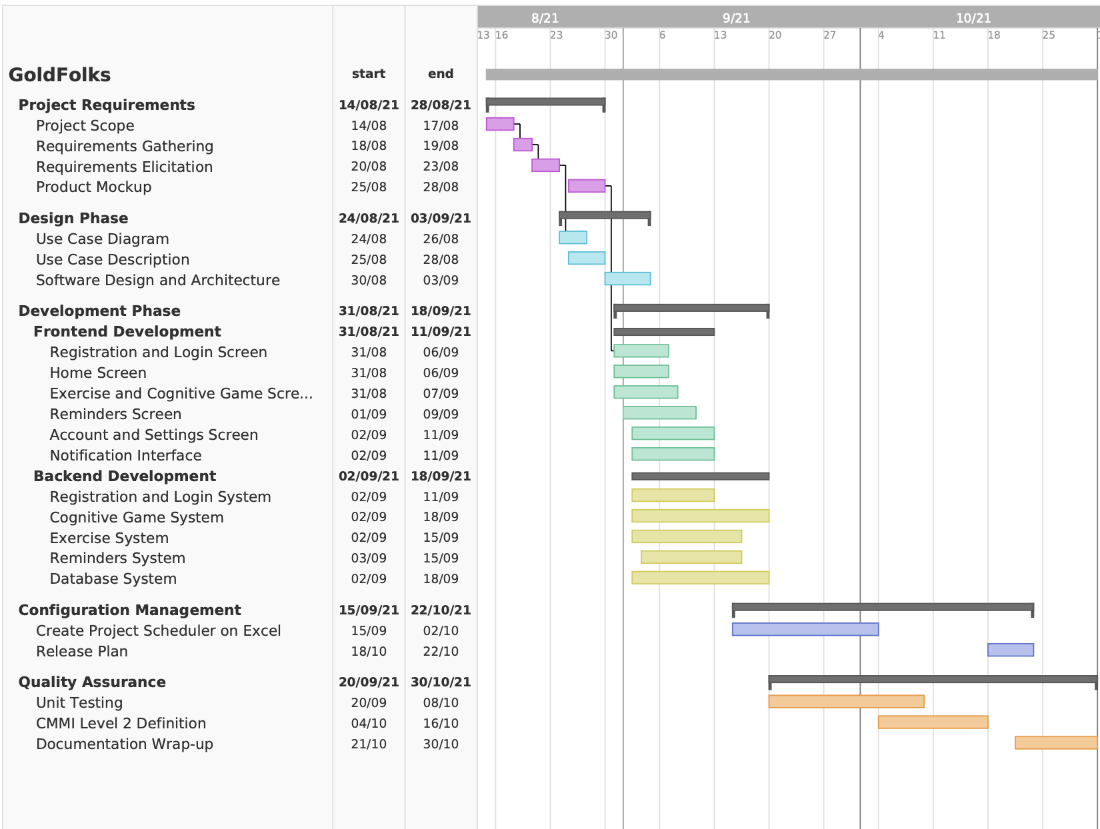 8/21 9/21 10/21
13 16 23 30 6 13 20 27 4 11 18 25
GoldFolks start end
Project Requirements 14/08/21 28/08/21
Project Scope 14/08 17/08
Requirements Gathering 18/08 19/08
Requirements Elicitation 20/08 23/08
Product Mockup 25/08 28/08
Design Phase 24/08/21 03/09/21
Use Case Diagram 24/08 26/08
Use Case Description 25/08 28/08
Software Design and Architecture 30/08 03/09
Development Phase 31/08/21 18/09/21
Frontend Development 31/08/21 11/09/21
Registration and Login Screen 31/08 06/09
Home Screen 31/08 06/09
Exercise and Cognitive Game Scre... 31/08 07/09
Reminders Screen 01/09 09/09
Account and Settings Screen 02/09 11/09
Notification Interface 02/09 11/09
Backend Development 02/09/21 18/09/21
Registration and Login System 02/09 11/09
Cognitive Game System 02/09 18/09
Exercise System 02/09 15/09
Reminders System 03/09 15/09
Database System 02/09 18/09
Configuration Management 15/09/21 22/10/21
Create Project Scheduler on Excel 15/09 02/10
Release Plan 18/10 22/10
Quality Assurance 20/09/21 30/10/21
Unit Testing 20/09 08/10
CMMI Level 2 Definition 04/10 16/10
Documentation Wrap-up 21/10 30/10